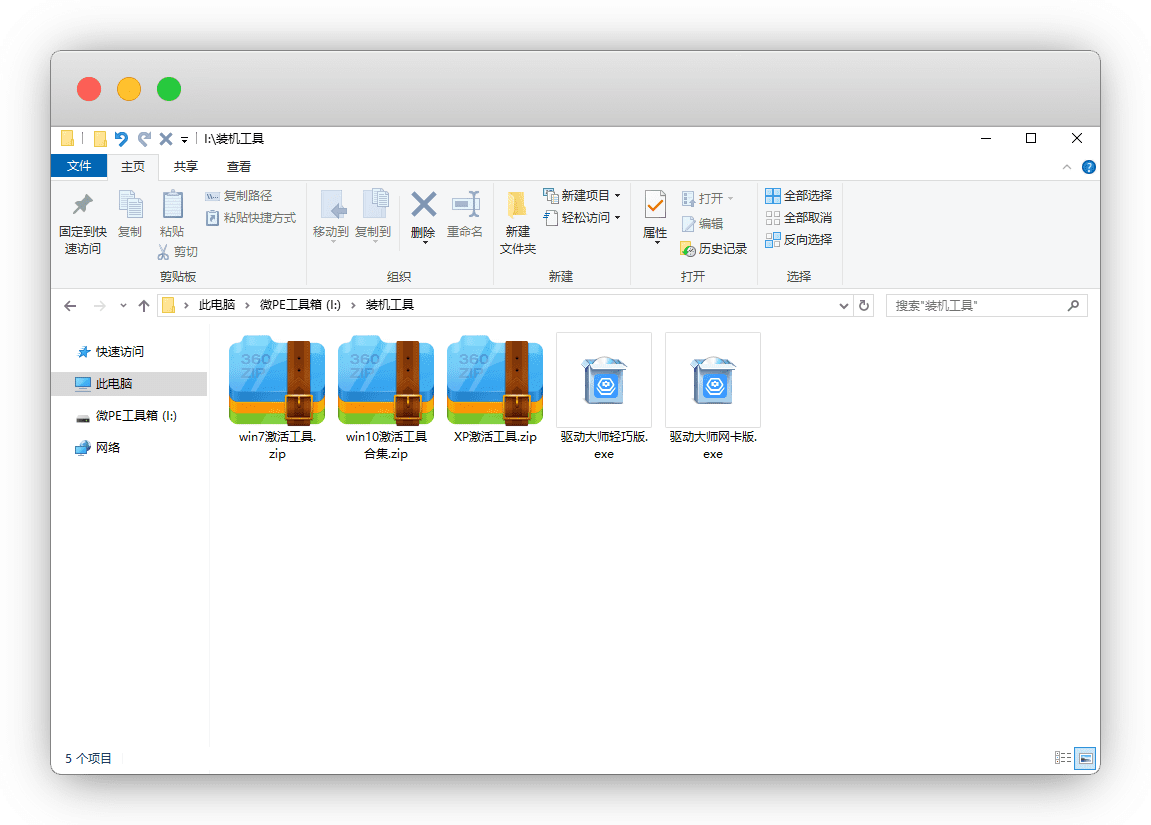 I:\装机工具
文件 主页 共享 查看
固定到快
速访问
复制
粘贴
复制路径
粘贴快捷方式
剪切
剪贴板
移动到
复制到
删除
重命名
组织
新建
文件夹
新建项目
轻松访问
新建
属性
打开
编辑
历史记录
打开
全部选择
全部取消
反向选择
选择
此电脑 › 微PE工具箱 (I:) › 装机工具
搜索"装机工具"
快速访问
此电脑
微PE工具箱 (I:)
网络
360
ZIP
win7激活工具.
zip
360
ZIP
win10激活工具
合集.zip
360
ZIP
XP激活工具.zip
驱动大师轻巧版.
exe
驱动大师网卡版.
exe
5 个项目